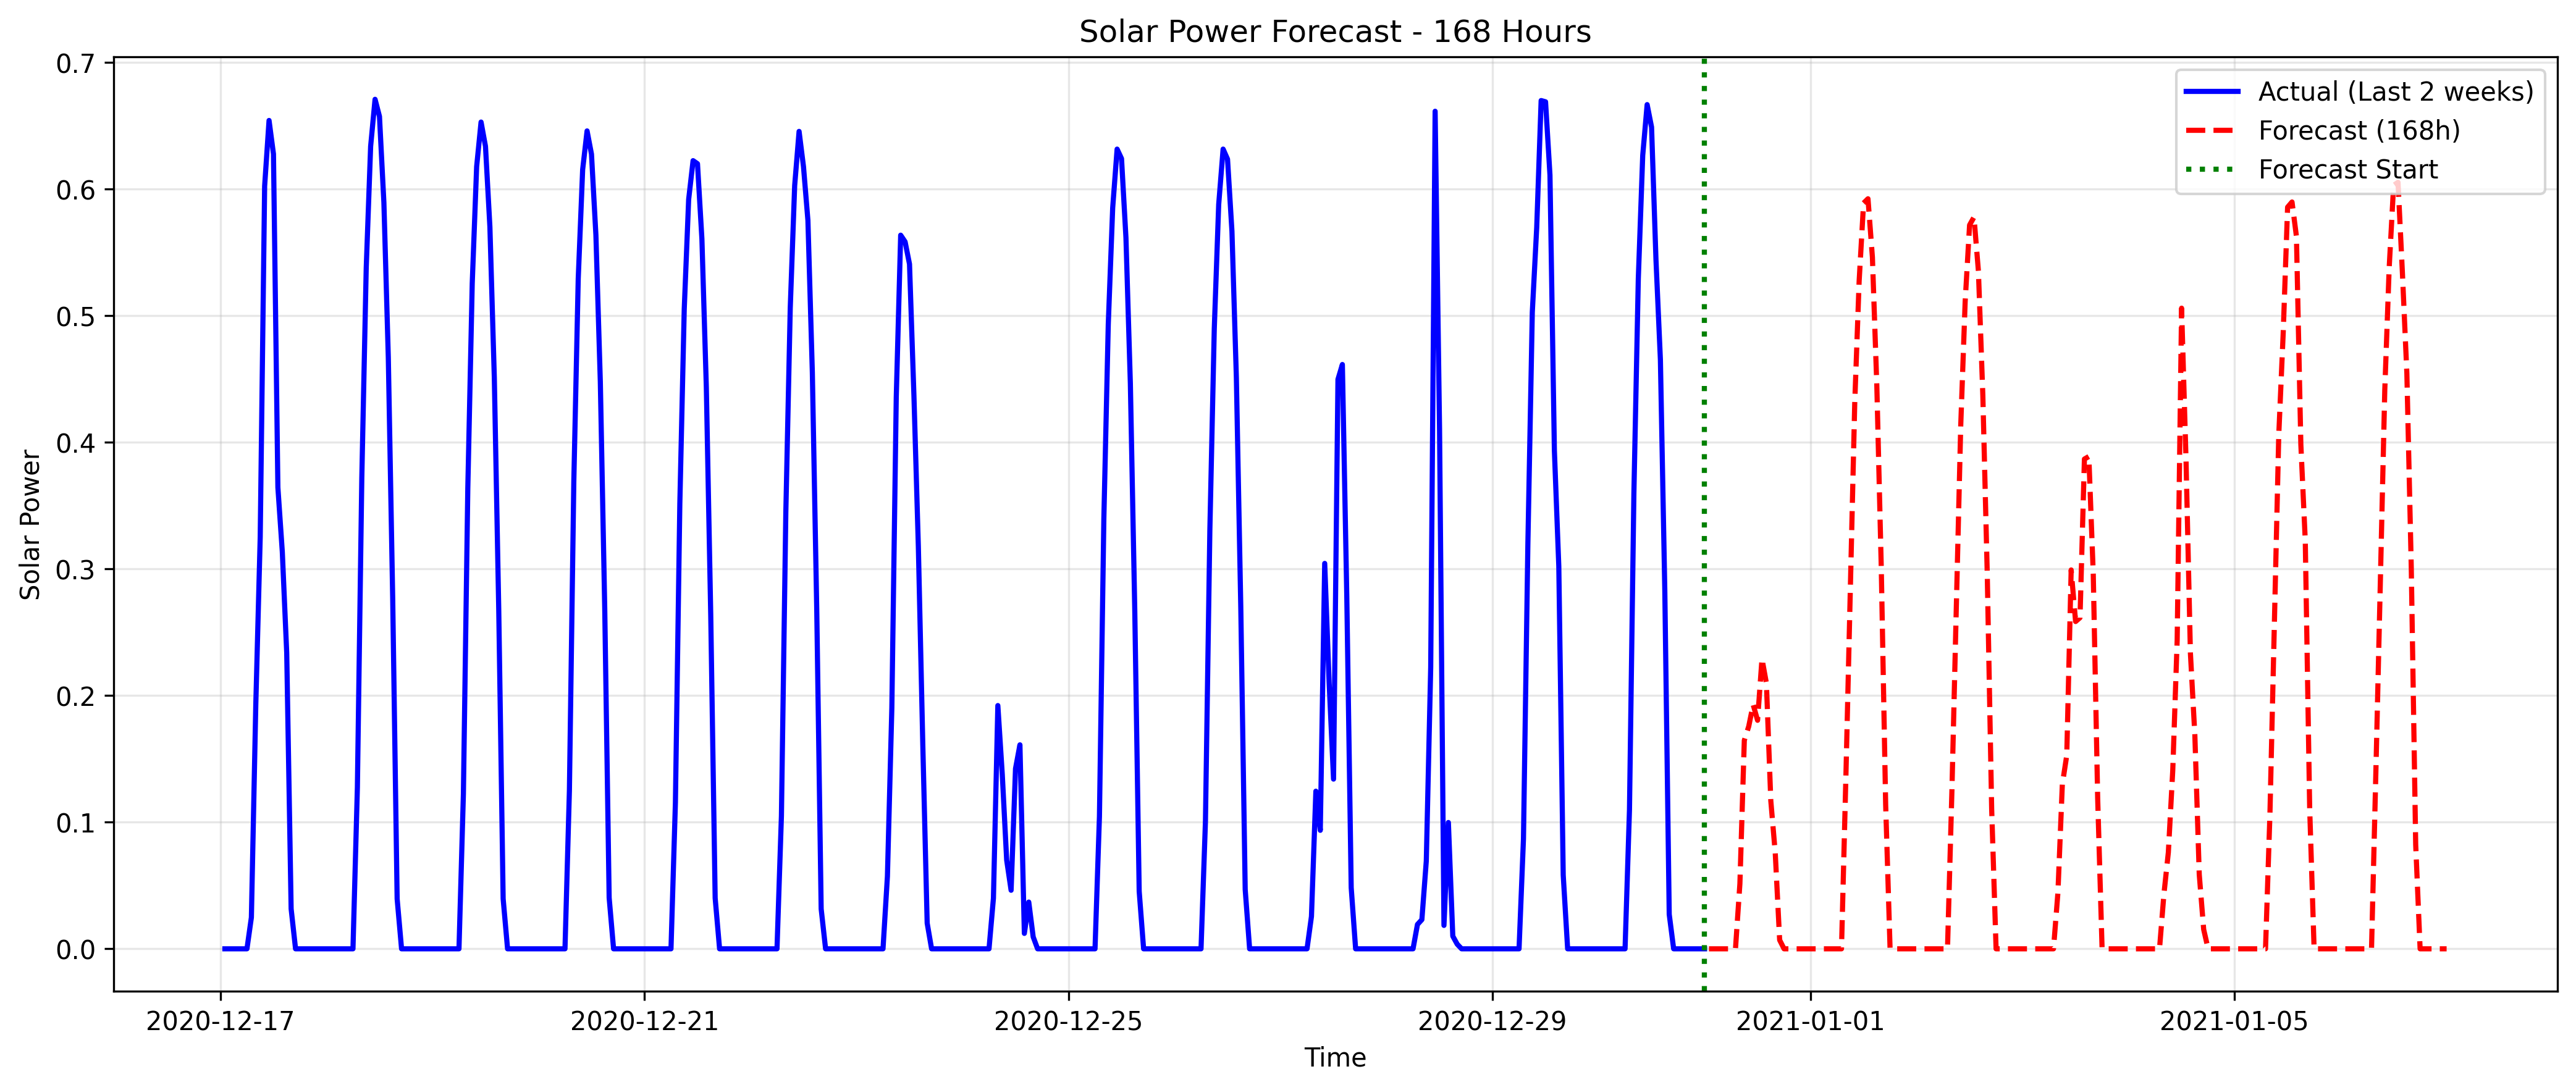 Solar Power Forecast - 168 Hours
0.7
0.6
0.5
0.4
0.3
0.2
0.1
0.0
Solar Power
Actual (Last 2 weeks)
Forecast (168h)
Forecast Start
2020-12-17 2020-12-21 2020-12-25 2020-12-29 2021-01-01 2021-01-05
Time